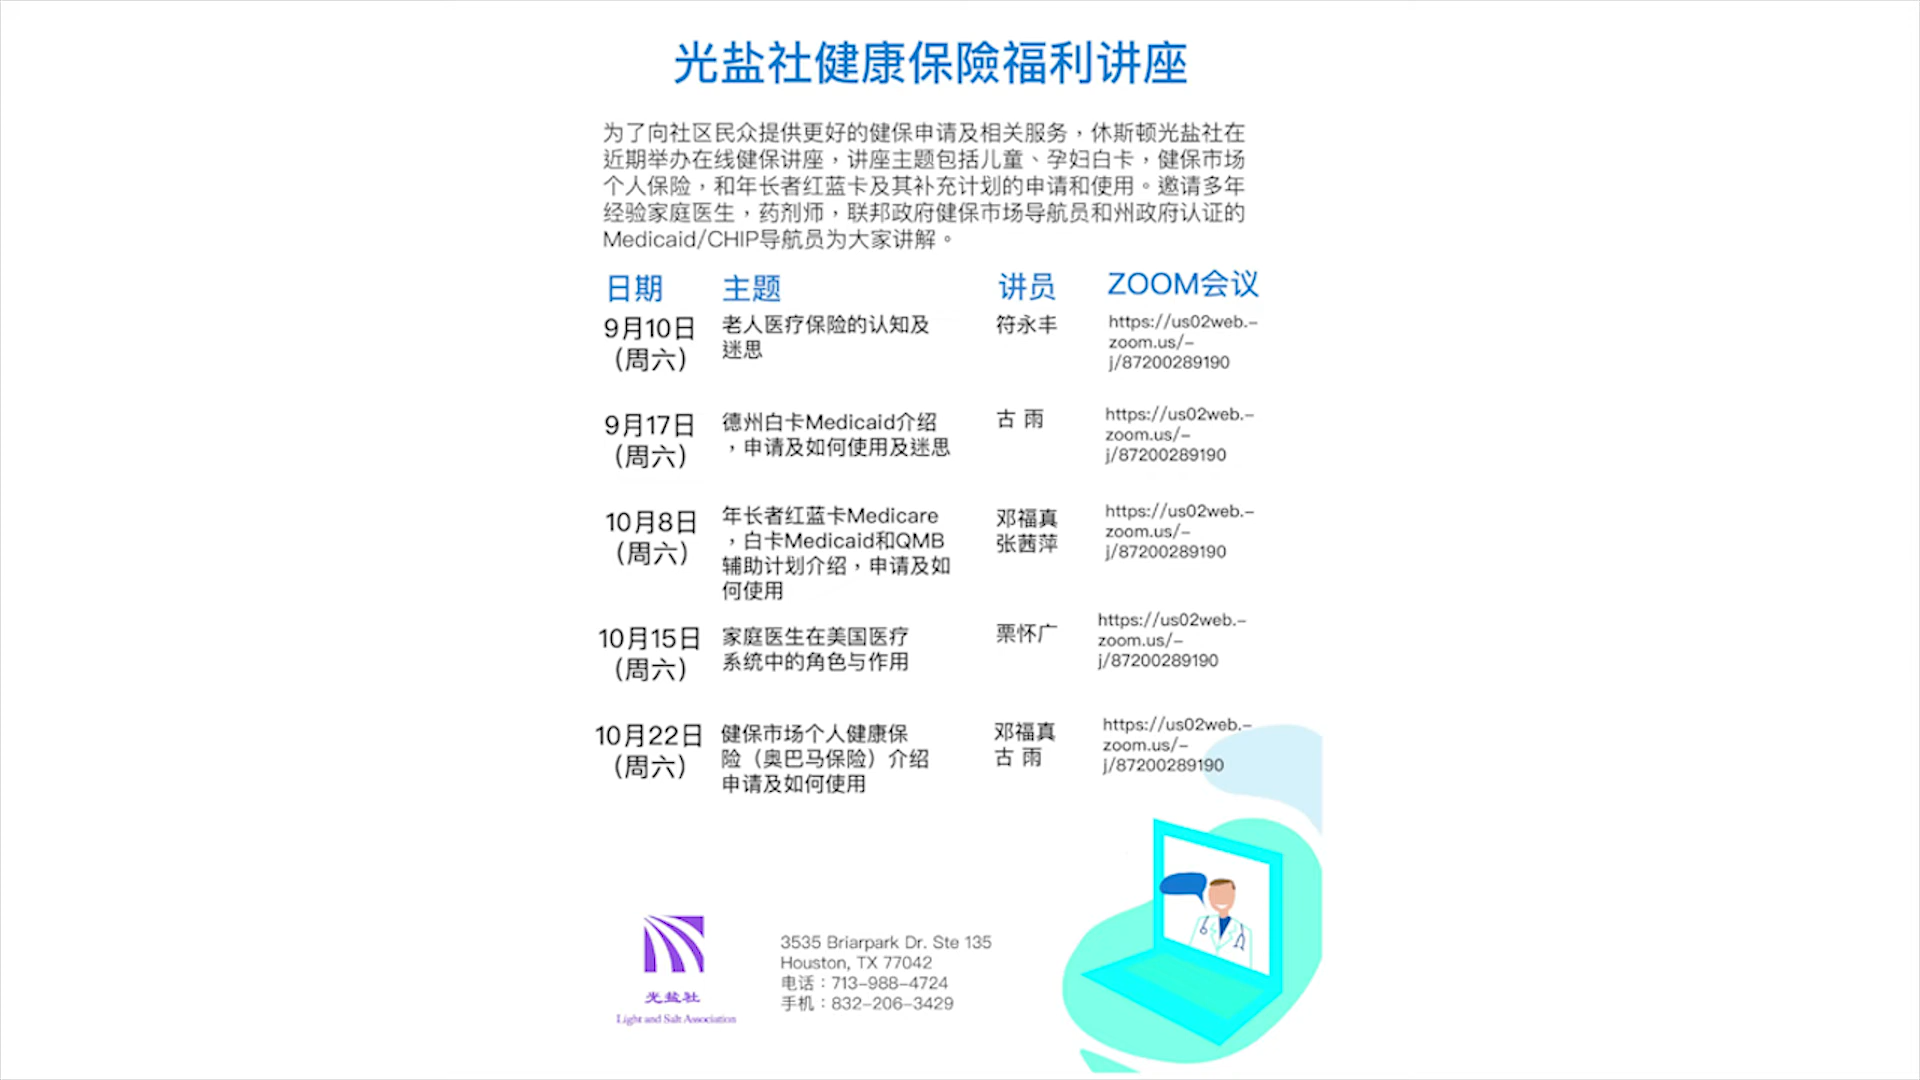 光盐社健康保險福利讲座
为了向社区民众提供更好的健保申请及相关服务，休斯顿光盐社在
近期举办在线健保讲座，讲座主题包括儿童、孕妇白卡，健保市场
个人保险，和年长者红蓝卡及其补充计划的申请和使用。邀请多年
经验家庭医生，药剂师，联邦政府健保市场导航员和州政府认证的
Medicaid/CHIP导航员为大家讲解。
日期 主题 讲员 ZOOM会议
9月10日
（周六）
老人医疗保险的认知及
迷思
符永丰
https://us02web.-
zoom.us/-
j/87200289190
9月17日
（周六）
德州白卡Medicaid介绍
，申请及如何使用及迷思
古 雨
https://us02web.-
zoom.us/-
j/87200289190
10月8日
（周六）
年长者红蓝卡Medicare
，白卡Medicaid和QMB
辅助计划介绍，申请及如
何使用
邓福真
张茜萍
https://us02web.-
zoom.us/-
j/87200289190
10月15日
（周六）
家庭医生在美国医疗
系统中的角色与作用
栗怀广
https://us02web.-
zoom.us/-
j/87200289190
10月22日
（周六）
健保市场个人健康保
险（奥巴马保险）介绍
申请及如何使用
邓福真
古 雨
https://us02web.-
zoom.us/-
j/87200289190
光盐社
Light and Salt Association
3535 Briarpark Dr. Ste 135
Houston, TX 77042
电话：713-988-4724
手机：832-206-3429